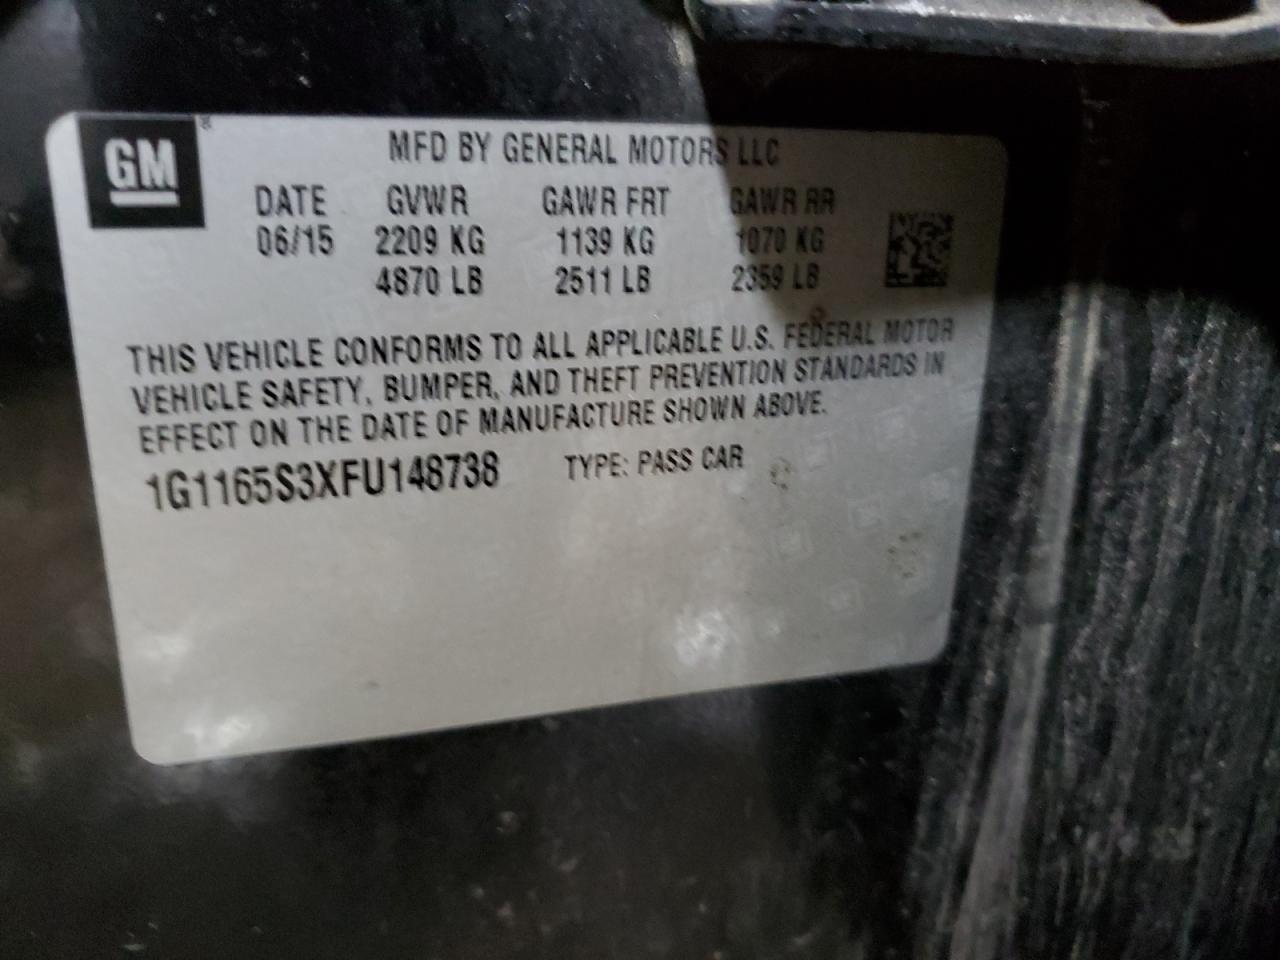 GM
MFD BY GENERAL MOTORS LLC
DATE GVWR GAWR FRT GAWR RR
06/15 2209 KG 1139 KG 1070 KG
4870 LB 2511 LB 2359 LB
THIS VEHICLE CONFORMS TO ALL APPLICABLE U.S. FEDERAL MOTOR
VEHICLE SAFETY, BUMPER, AND THEFT PREVENTION STANDARDS IN
EFFECT ON THE DATE OF MANUFACTURE SHOWN ABOVE.
1G1165S3XFU148738 TYPE: PASS CAR